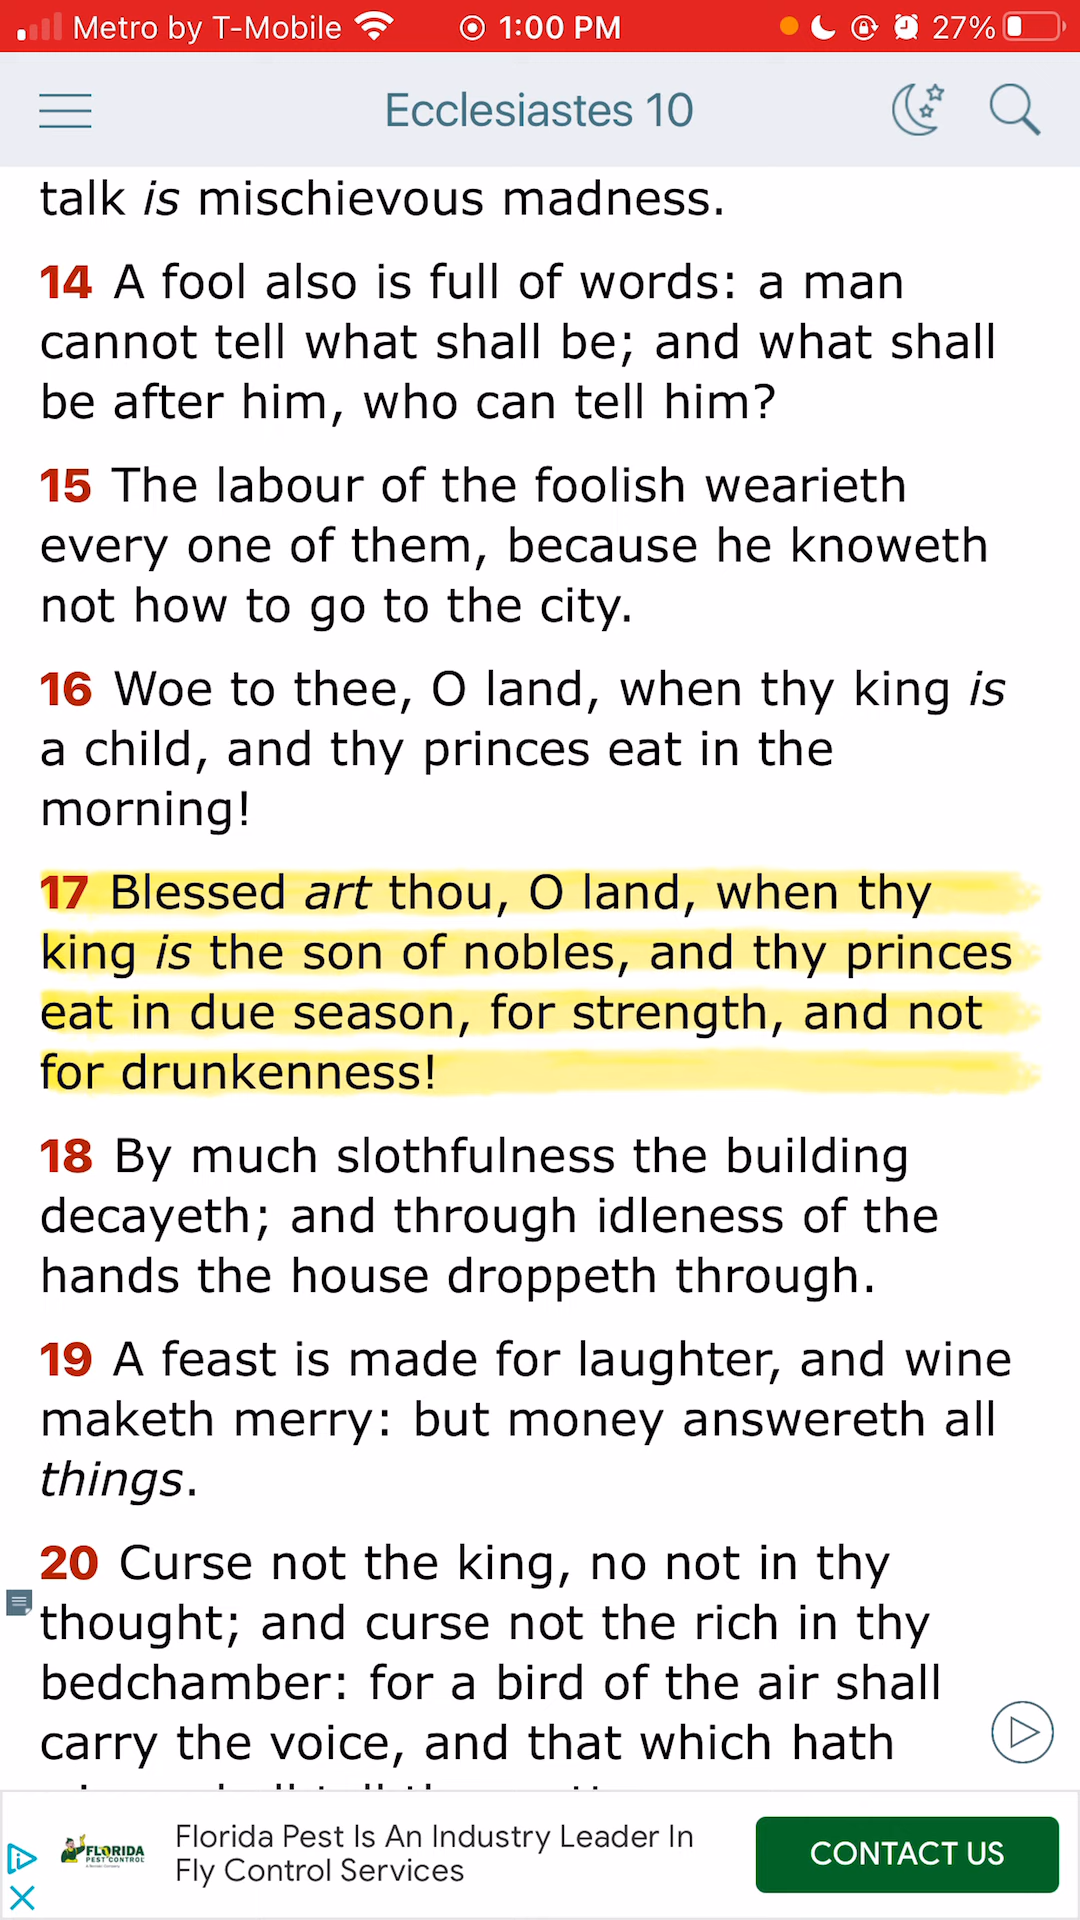 Metro by T-Mobile 1:00 PM 27%
Ecclesiastes 10
talk is mischievous madness.
14 A fool also is full of words: a man
cannot tell what shall be; and what shall
be after him, who can tell him?
15 The labour of the foolish wearieth
every one of them, because he knoweth
not how to go to the city.
16 Woe to thee, O land, when thy king is
a child, and thy princes eat in the
morning!
17 Blessed art thou, O land, when thy
king is the son of nobles, and thy princes
eat in due season, for strength, and not
for drunkenness!
18 By much slothfulness the building
decayeth; and through idleness of the
hands the house droppeth through.
19 A feast is made for laughter, and wine
maketh merry: but money answereth all
things.
20 Curse not the king, no not in thy
thought; and curse not the rich in thy
bedchamber: for a bird of the air shall
carry the voice, and that which hath
FLORIDA
PEST CONTROL
Florida Pest Is An Industry Leader In
Fly Control Services
CONTACT US